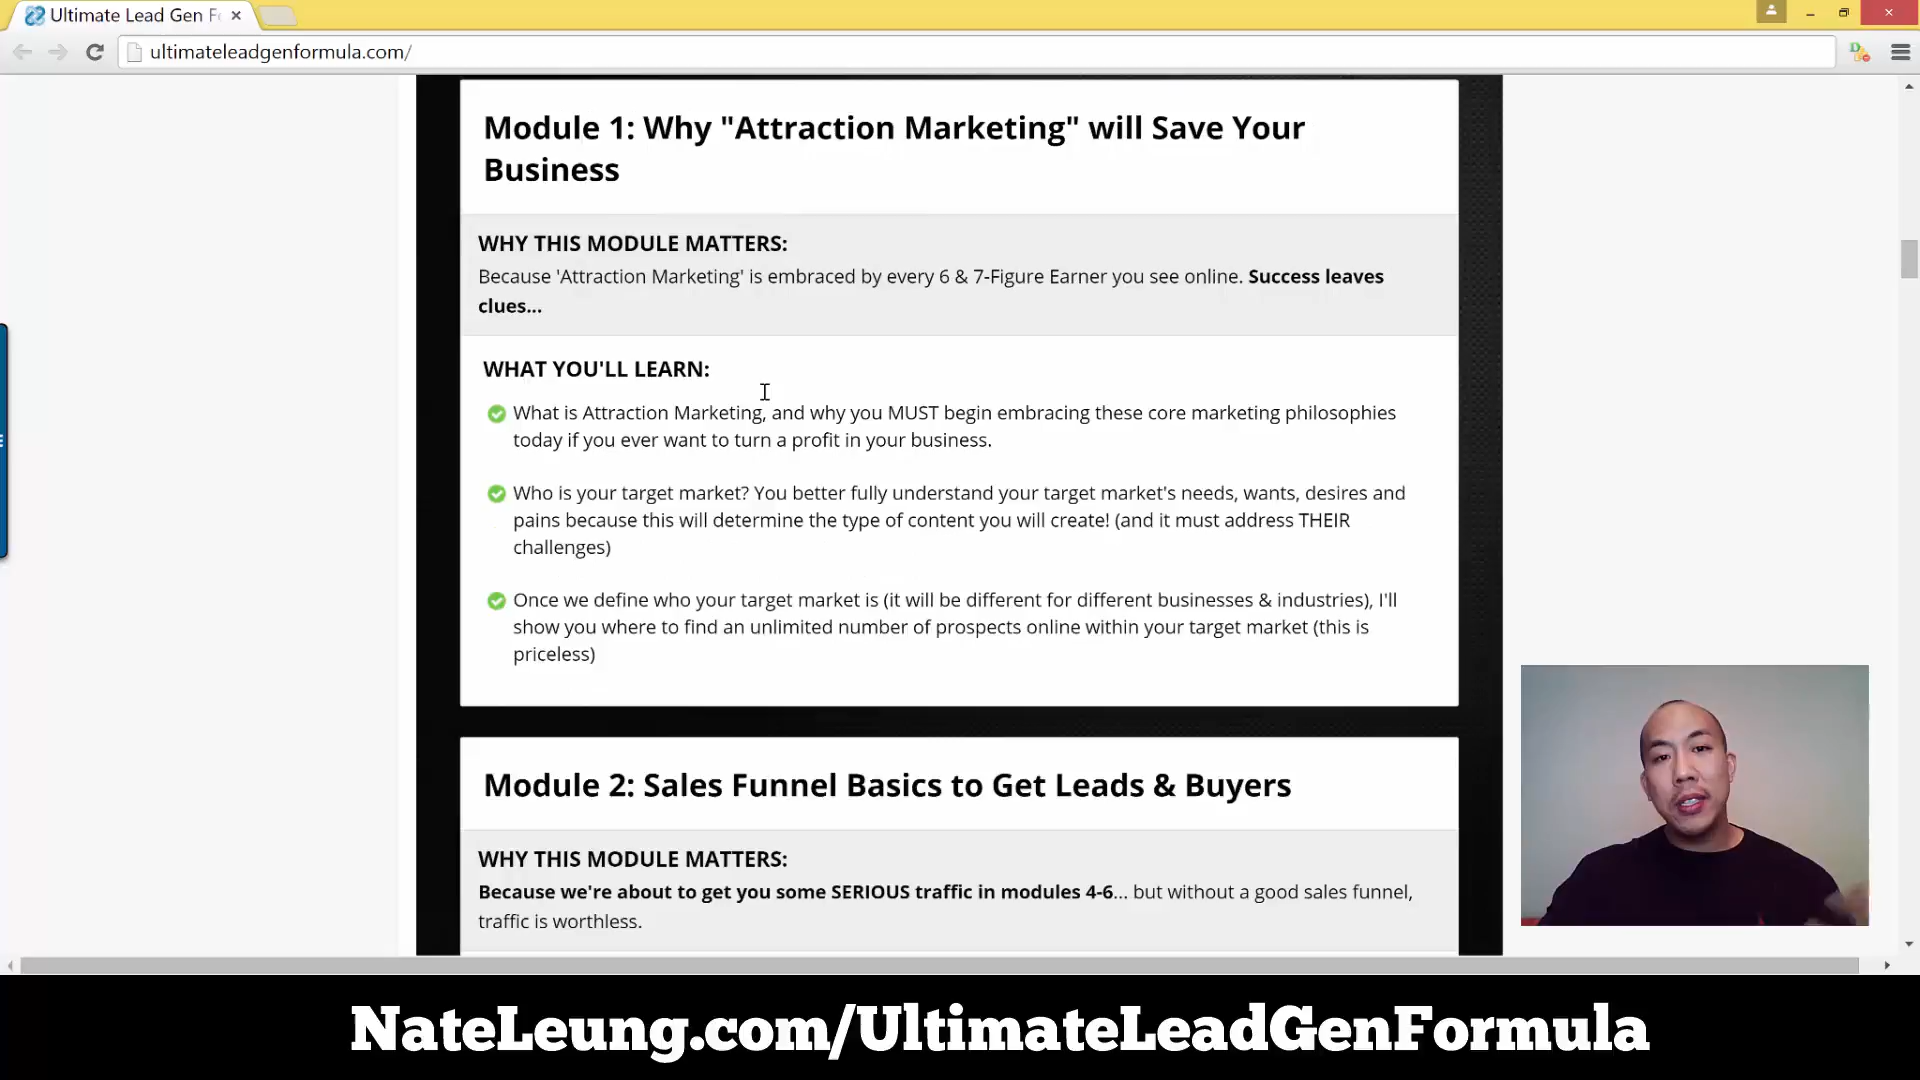 Ultimate Lead Gen Fo
ultimateleadgenformula.com/
Module 1: Why "Attraction Marketing" will Save Your
Business
WHY THIS MODULE MATTERS:
Because 'Attraction Marketing' is embraced by every 6 & 7-Figure Earner you see online. Success leaves
clues...
WHAT YOU'LL LEARN:
What is Attraction Marketing, and why you MUST begin embracing these core marketing philosophies
today if you ever want to turn a profit in your business.
Who is your target market? You better fully understand your target market's needs, wants, desires and
pains because this will determine the type of content you will create! (and it must address THEIR
challenges)
Once we define who your target market is (it will be different for different businesses & industries), I'll
show you where to find an unlimited number of prospects online within your target market (this is
priceless)
Module 2: Sales Funnel Basics to Get Leads & Buyers
WHY THIS MODULE MATTERS:
Because we're about to get you some SERIOUS traffic in modules 4-6... but without a good sales funnel,
traffic is worthless.
NateLeung.com/UltimateLeadGenFormula